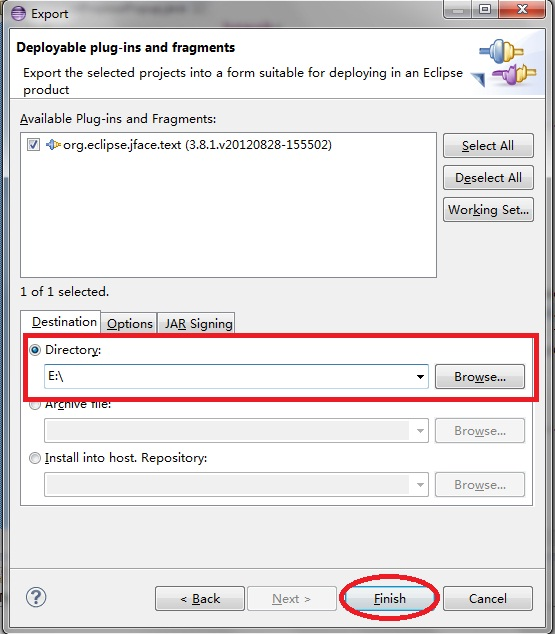 Export
Deployable plug-ins and fragments
Export the selected projects into a form suitable for deploying in an Eclipse
product
Available Plug-ins and Fragments:
org.eclipse.jface.text (3.8.1.v20120828-155502)
Select All
Deselect All
Working Set...
1 of 1 selected.
Destination Options JAR Signing
Directory:
E:\
Browse...
Archive file:
Browse...
Install into host. Repository:
Browse...
? < Back Next > Finish Cancel